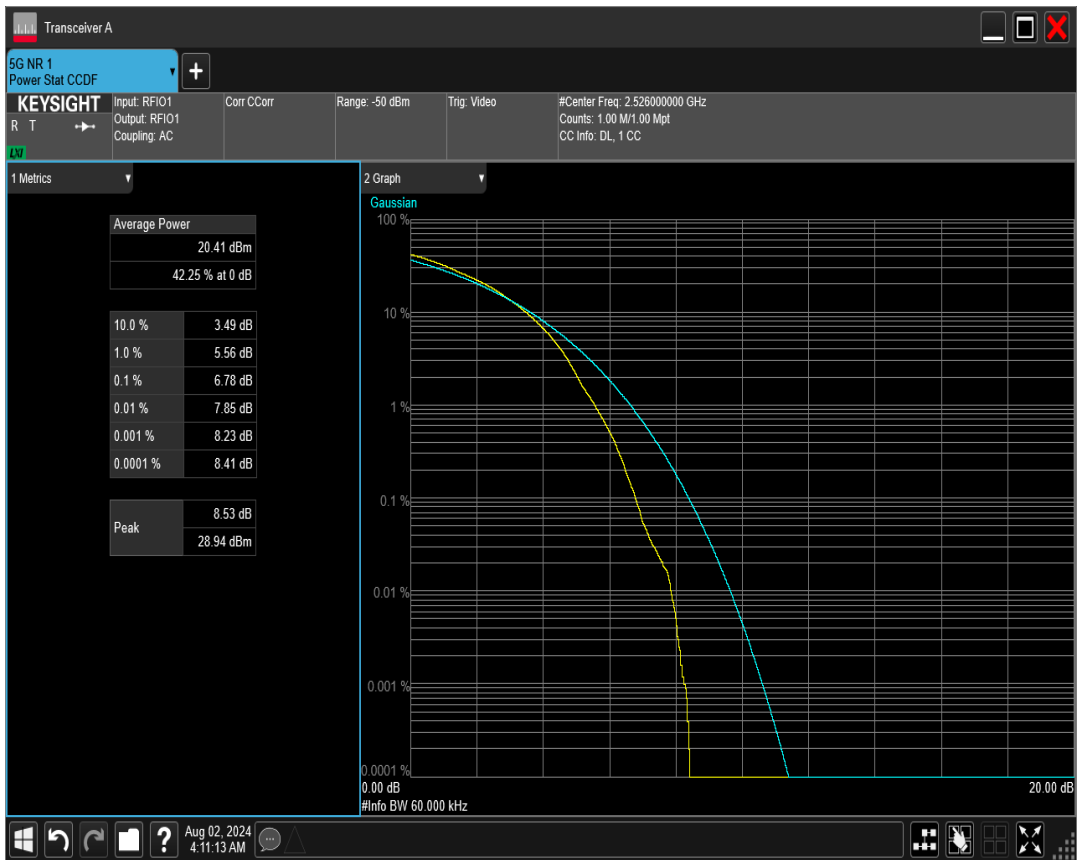 Transceiver A
5G NR 1
Power Stat CCDF
+
KEYSIGHT
R T
LXI
Input: RFIO1
Output: RFIO1
Coupling: AC
Corr CCorr
Range: -50 dBm
Trig: Video
#Center Freq: 2.526000000 GHz
Counts: 1.00 M/1.00 Mpt
CC Info: DL, 1 CC
1 Metrics
Average Power
20.41 dBm
42.25 % at 0 dB
10.0 % 3.49 dB
1.0 % 5.56 dB
0.1 % 6.78 dB
0.01 % 7.85 dB
0.001 % 8.23 dB
0.0001 % 8.41 dB
Peak
8.53 dB
28.94 dBm
2 Graph
Gaussian
100 %
10 %
1 %
0.1 %
0.01 %
0.001 %
0.0001 %
0.00 dB 20.00 dB
#Info BW 60.000 kHz
?
Aug 02, 2024
4:11:13 AM